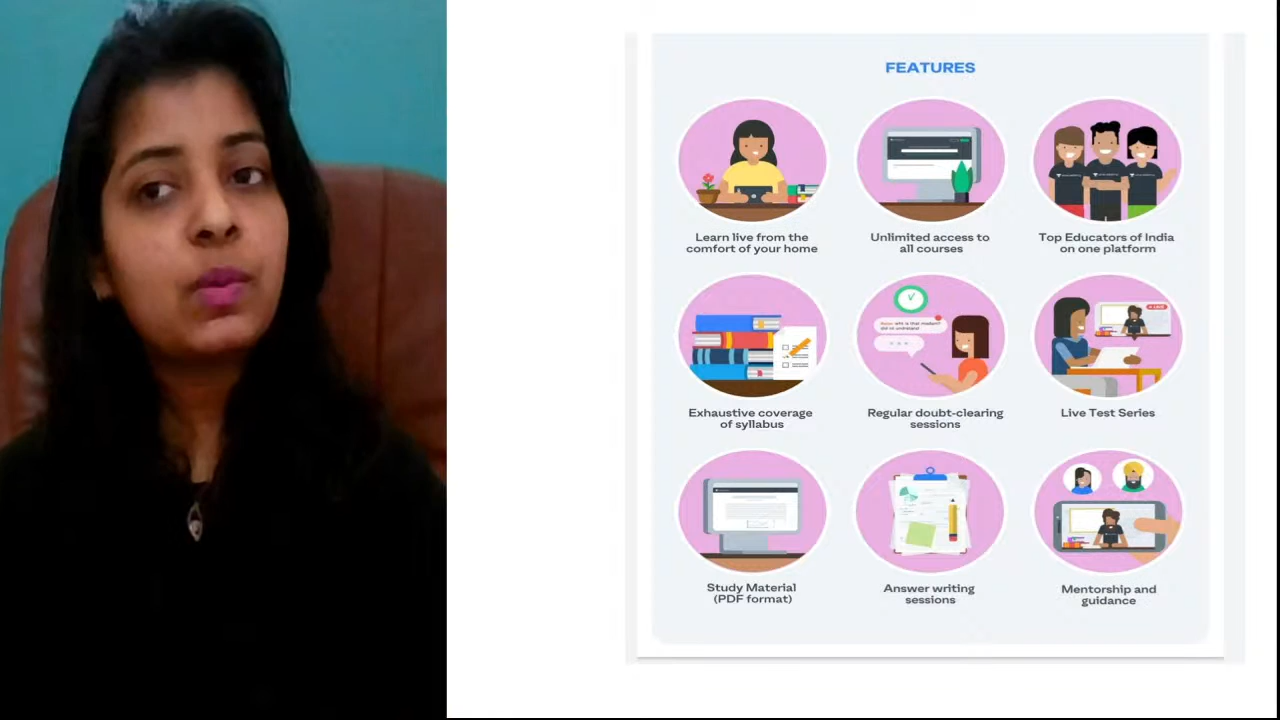 FEATURES
Learn live from the
comfort of your home
Unlimited access to
all courses
Top Educators of India
on one platform
Exhaustive coverage
of syllabus
Regular doubt-clearing
sessions
Live Test Series
Study Material
(PDF format)
Answer writing
sessions
Mentorship and
guidance